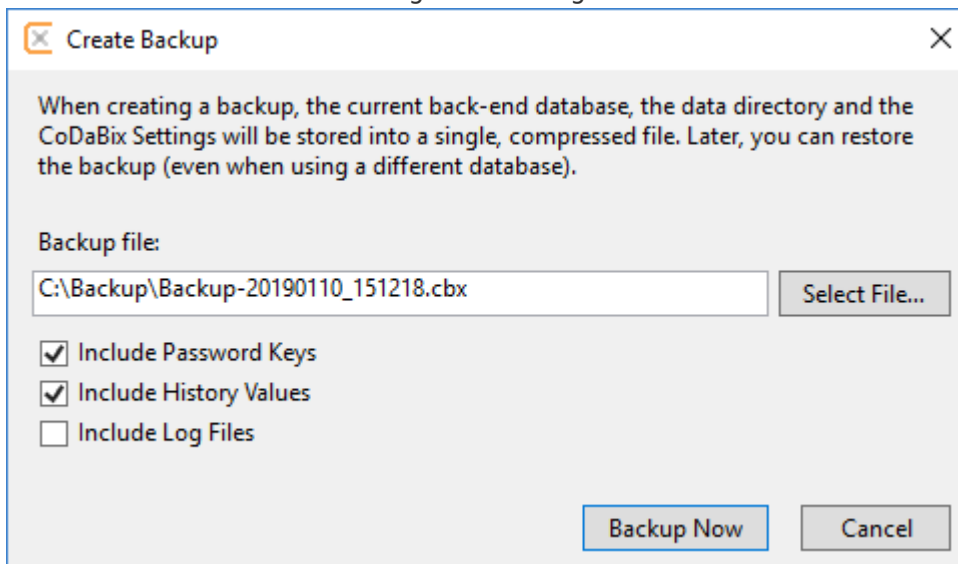 Create Backup
When creating a backup, the current back-end database, the data directory and the
CoDaBix Settings will be stored into a single, compressed file. Later, you can restore
the backup (even when using a different database).
Backup file:
C:\Backup\Backup-20190110_151218.cbx
Select File...
Include Password Keys
Include History Values
Include Log Files
Backup Now
Cancel